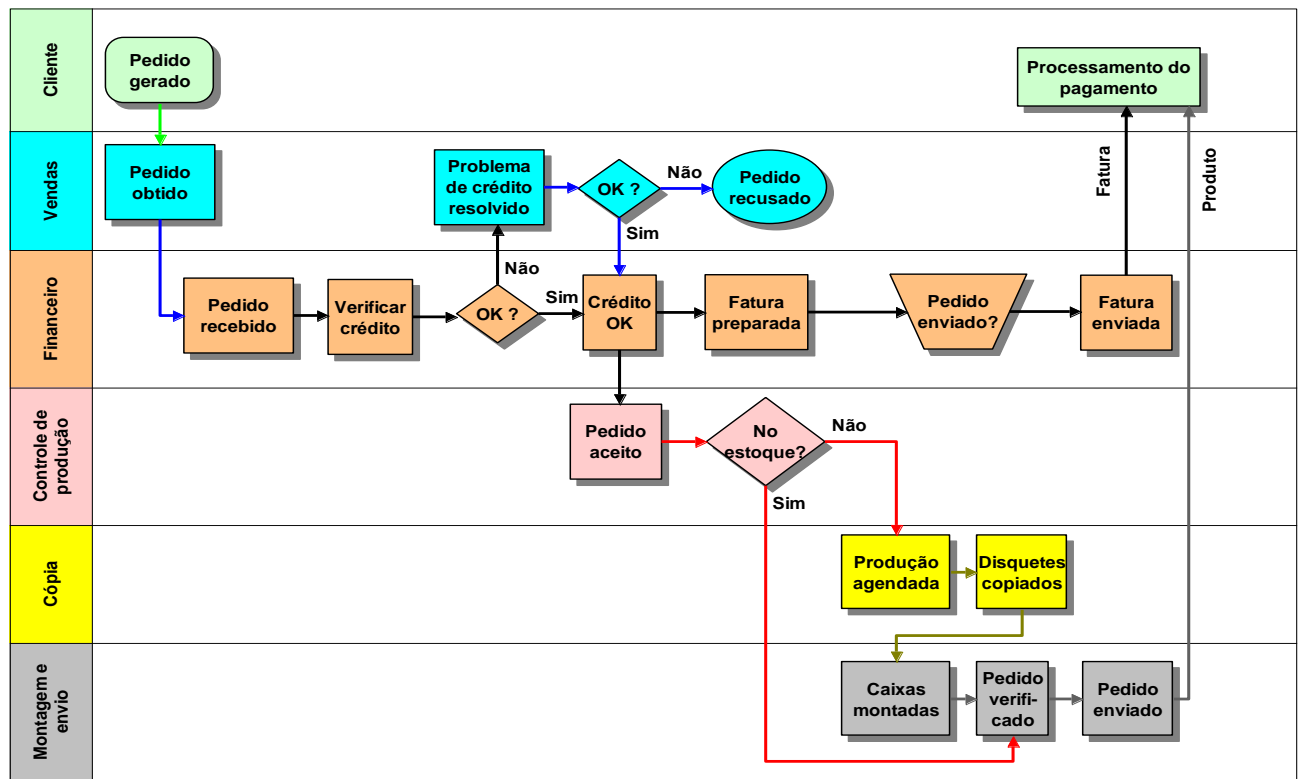 Cliente
Pedido
gerado
Processamento do
pagamento
Vendas
Pedido
obtido
Problema
de crédito
resolvido
OK ?
Não
Pedido
recusado
Sim
Fatura
Produto
Financeiro
Pedido
recebido
Verificar
crédito
OK ?
Não
Sim
Crédito
OK
Fatura
preparada
Pedido
enviado?
Fatura
enviada
Controle de
produção
Pedido
aceito
No
estoque?
Não
Sim
Cópia
Produção
agendada
Disquetes
copiados
Montagem e
envio
Caixas
montadas
Pedido
verifi-
cado
Pedido
enviado